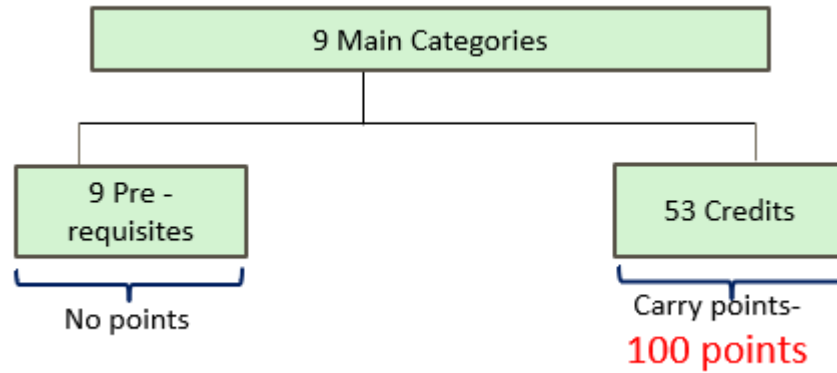 9 Main Categories
9 Pre -
requisites
53 Credits
No points
Carry points-
100 points